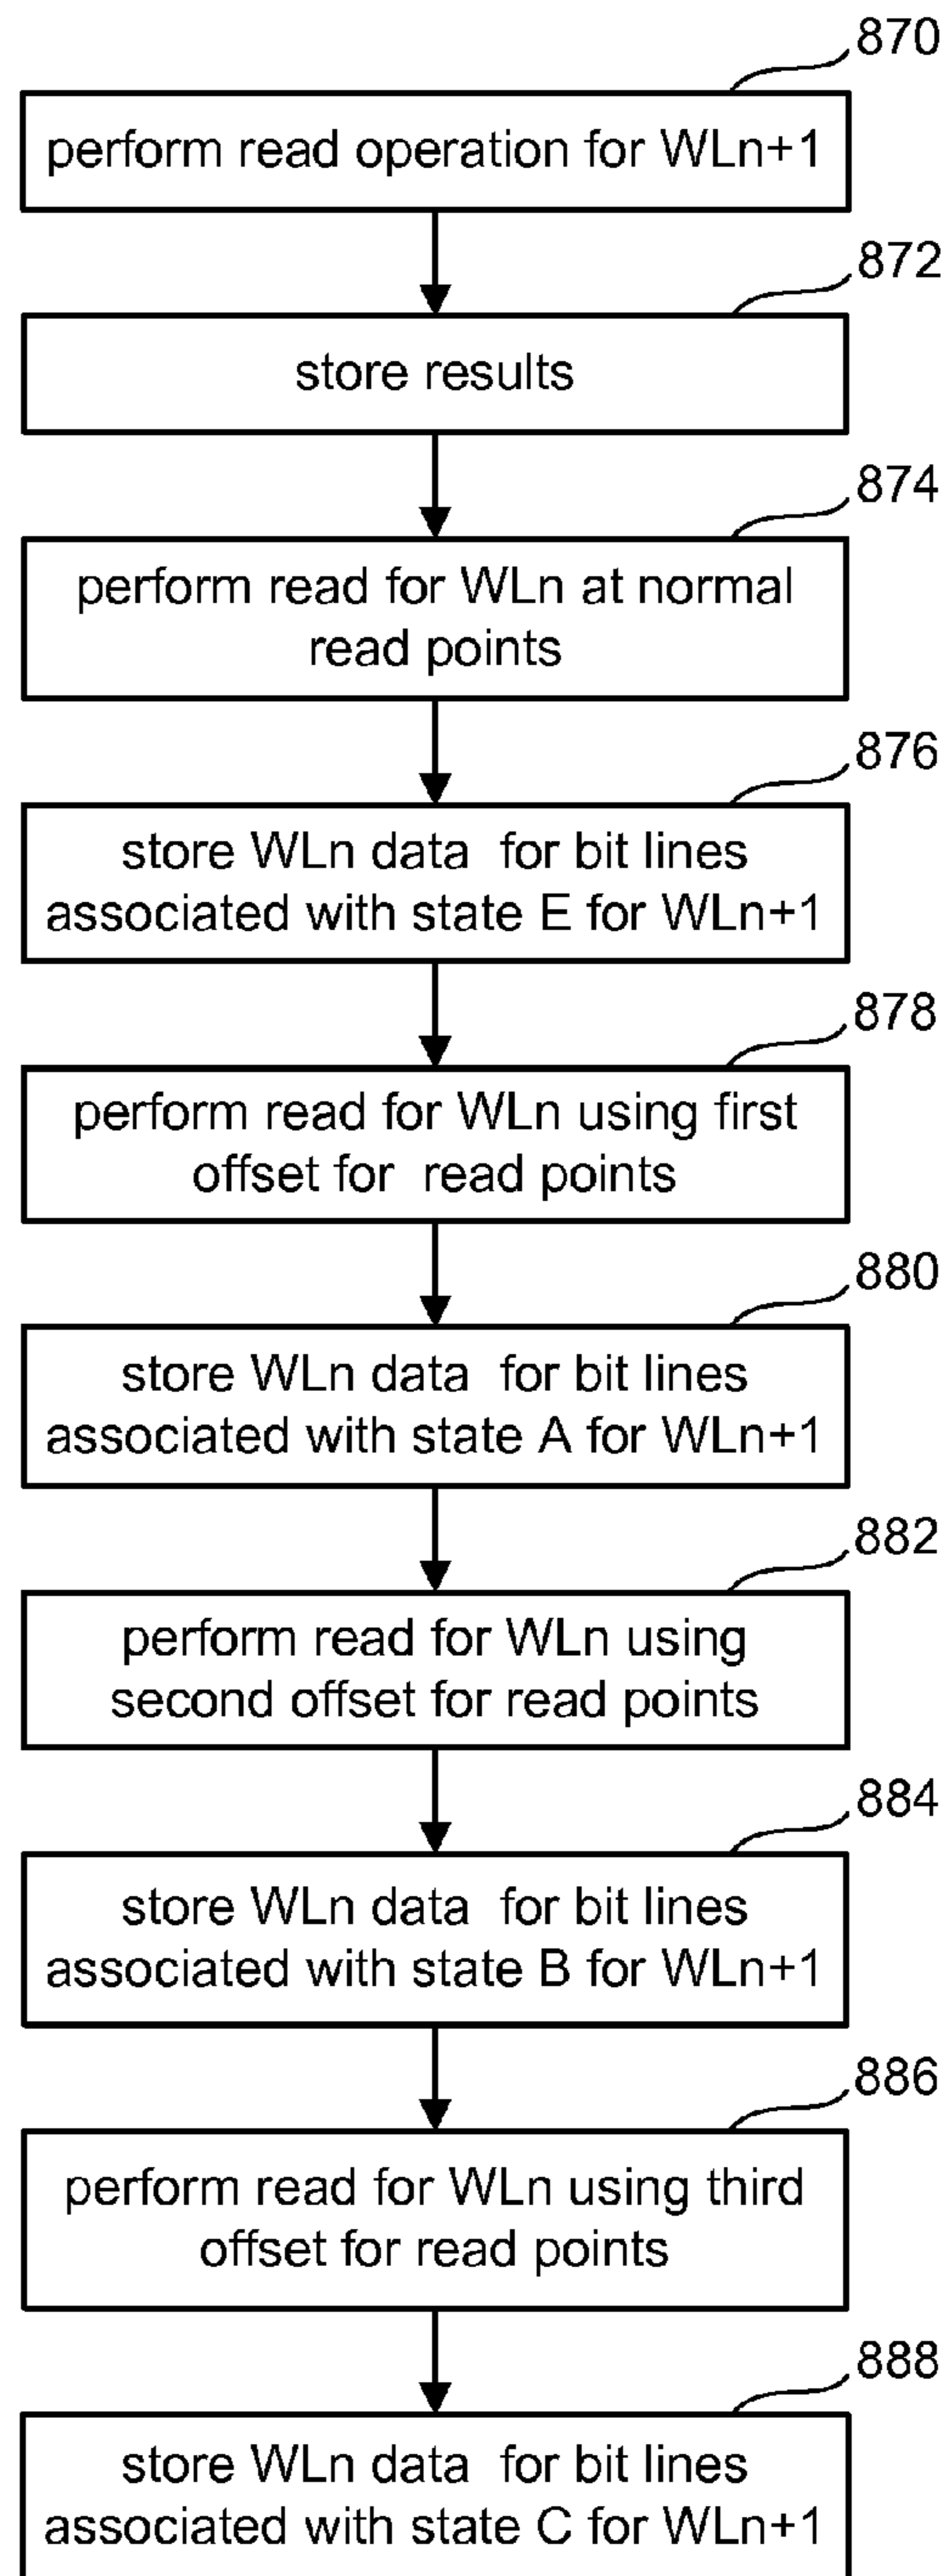 870
perform read operation for WLn+1
872
store results
874
perform read for WLn at normal
read points
876
store WLn data for bit lines
associated with state E for WLn+1
878
perform read for WLn using first
offset for read points
880
store WLn data for bit lines
associated with state A for WLn+1
882
perform read for WLn using
second offset for read points
884
store WLn data for bit lines
associated with state B for WLn+1
886
perform read for WLn using third
offset for read points
888
store WLn data for bit lines
associated with state C for WLn+1